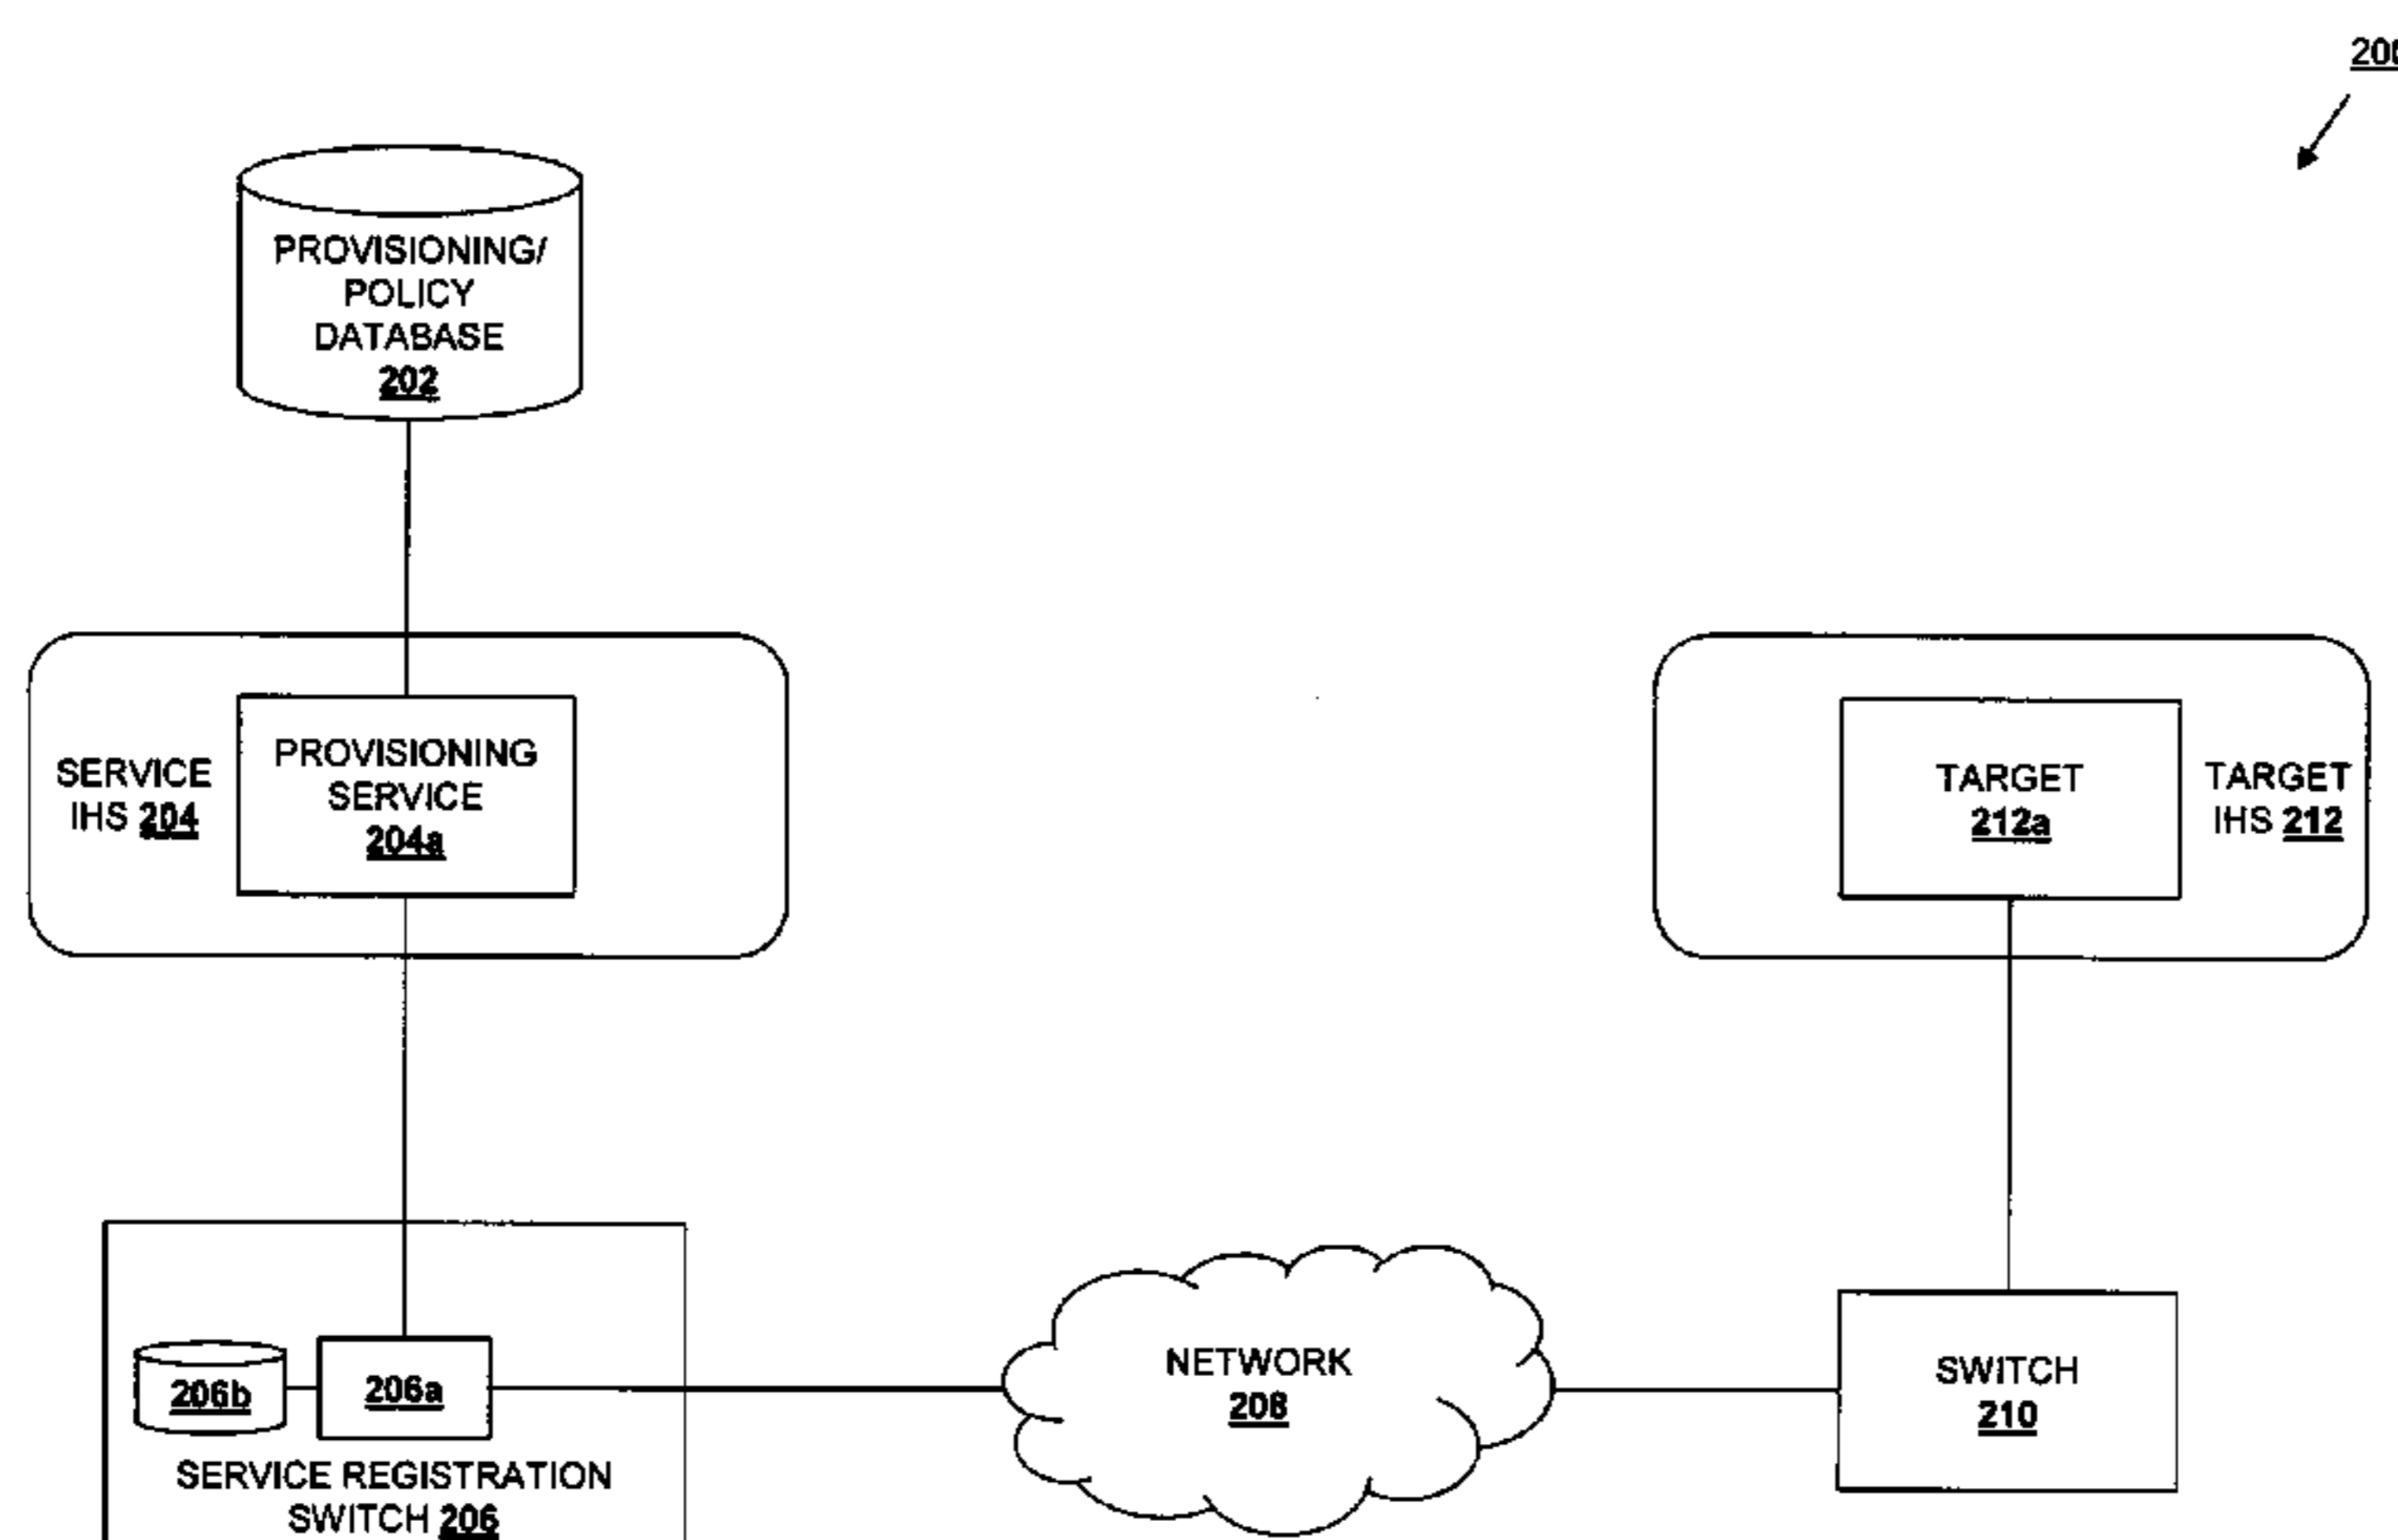 200
PROVISIONING/
POLICY
DATABASE
202
SERVICE
IHS 204
PROVISIONING
SERVICE
204a
TARGET
212a
TARGET
IHS 212
206b
206a
SERVICE REGISTRATION
SWITCH 206
NETWORK
208
SWITCH
210